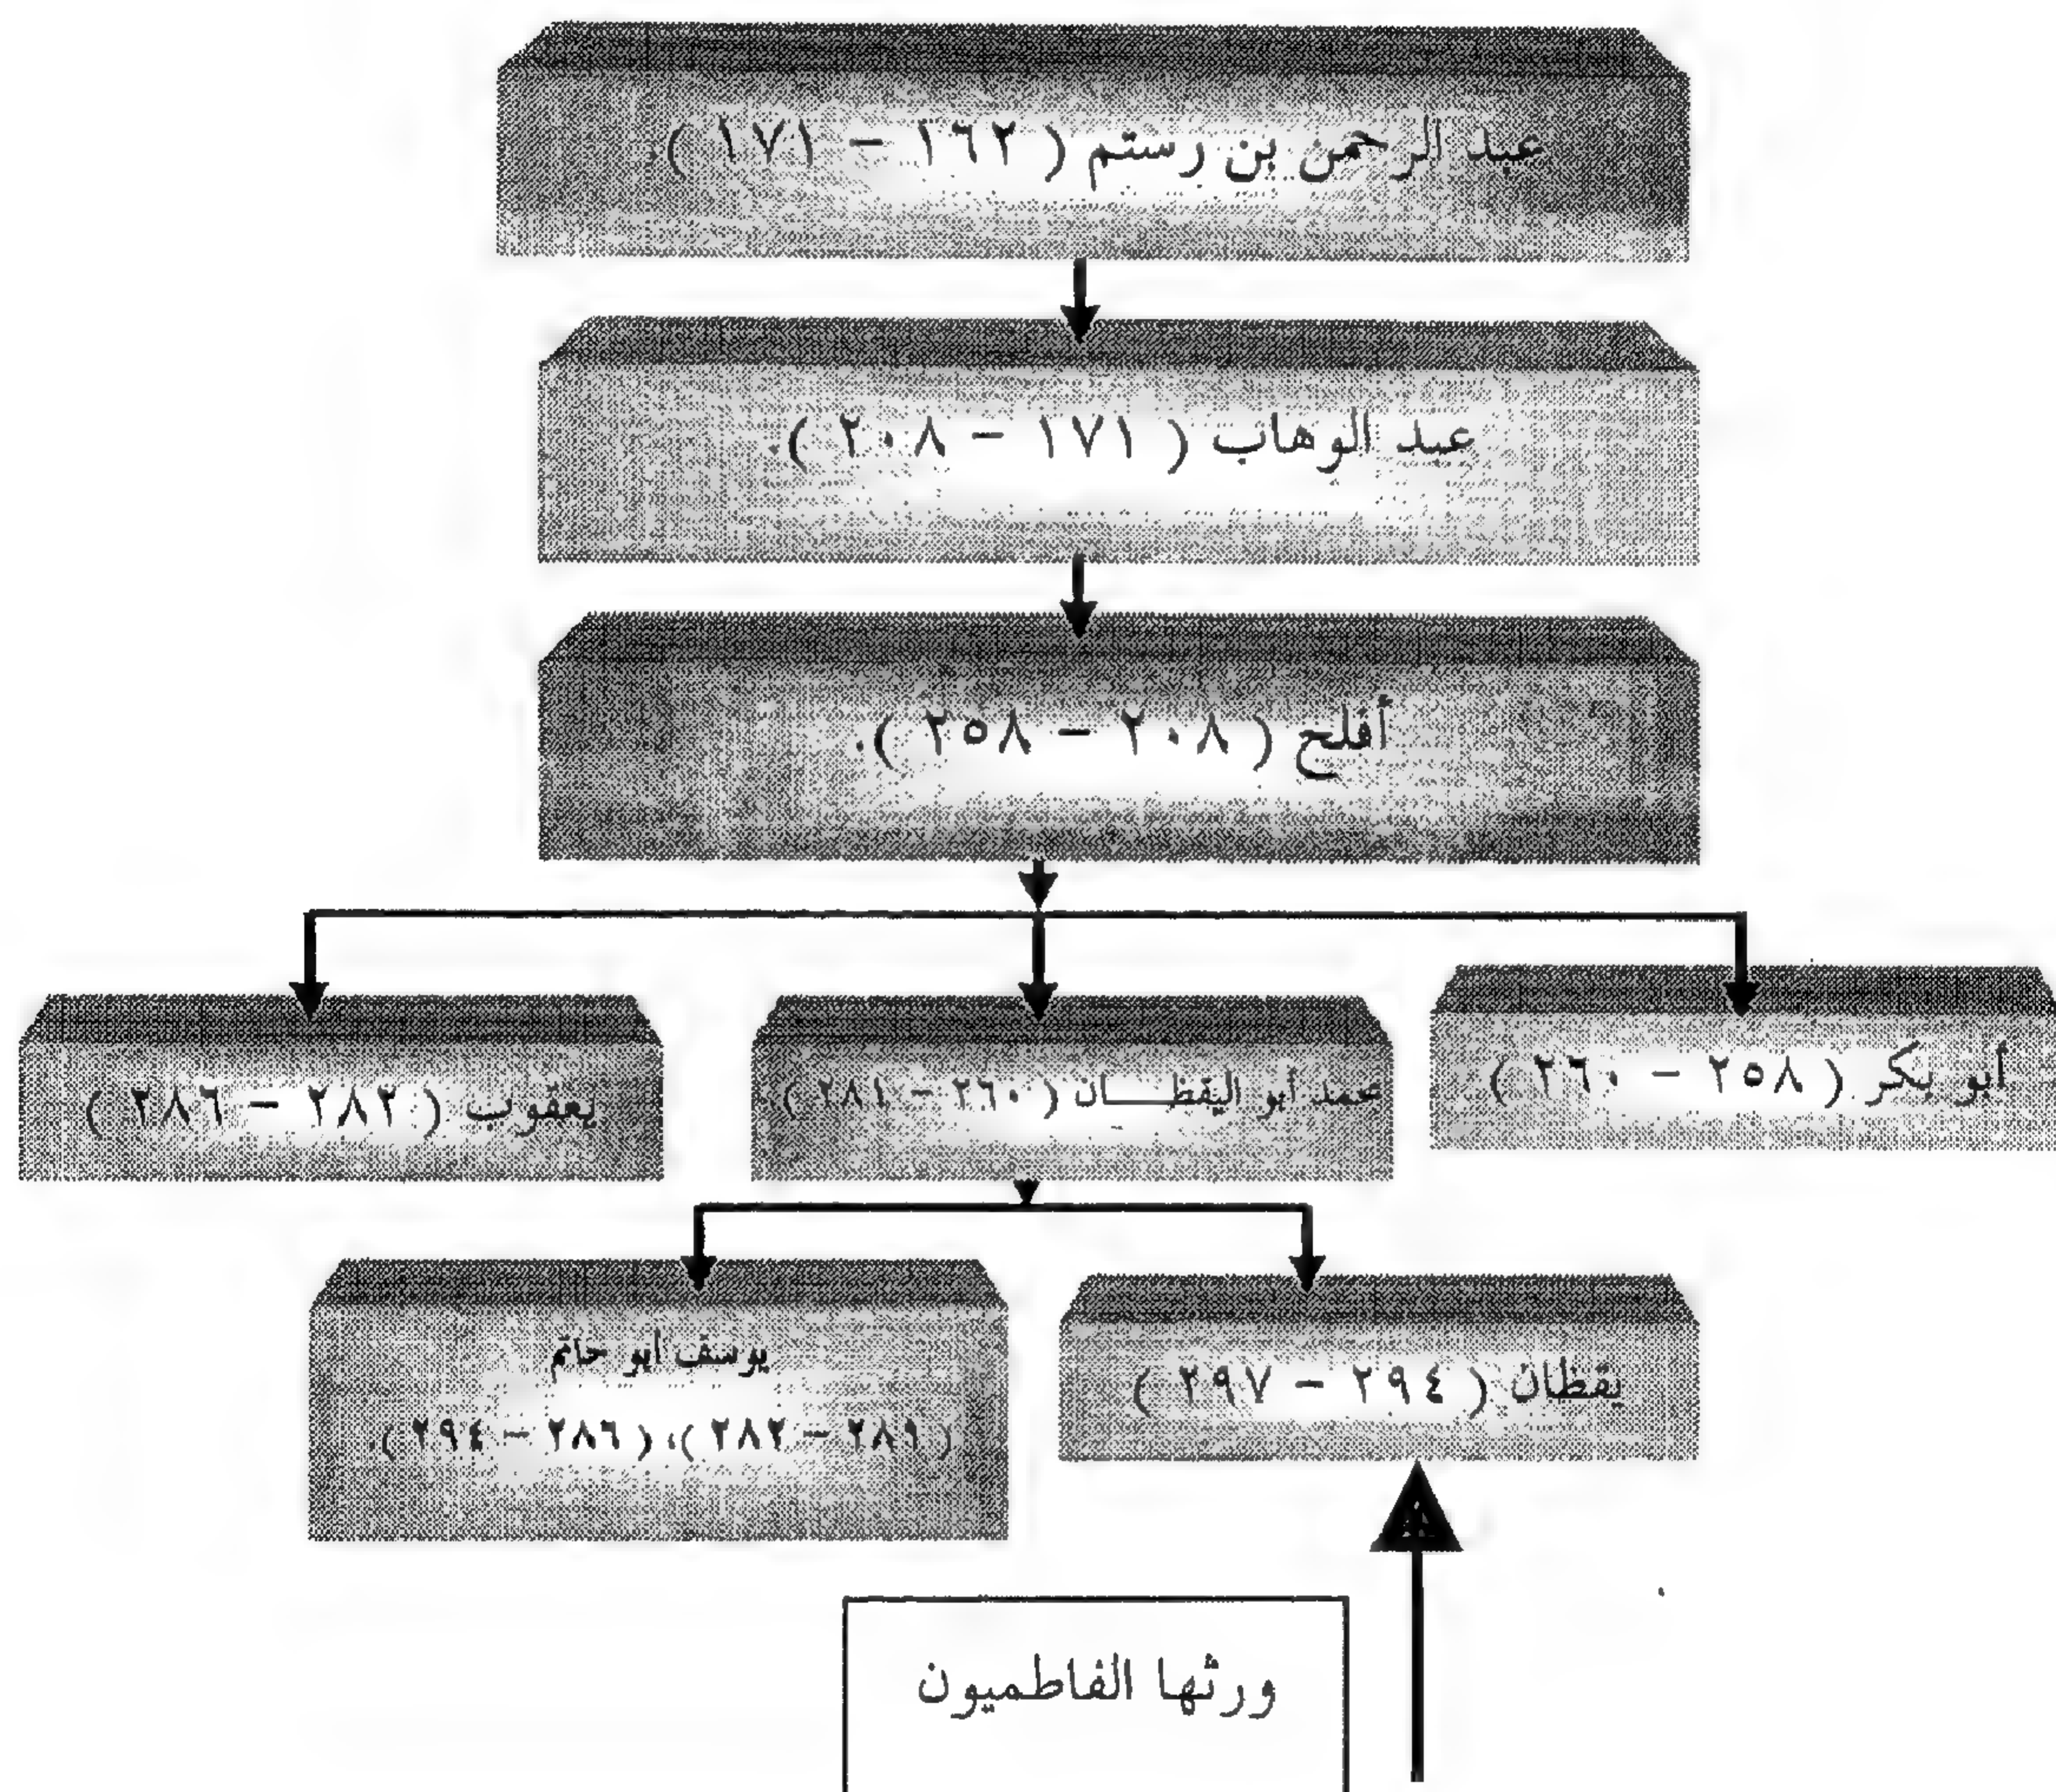 عبد الرحمن بن رستم ( ١٦٢ – ١٧١ ).
عبد الوهاب ( ١٧١ – ٢٠٨ ).
أفلح ( ٢٠٨ – ٢٥٨ ).
أبو بكر ( ٢٥٨ – ٢٦٠ )
محمد أبو اليقظـــان ( ٢٦٠ – ٢٨١ ).
يعقوب ( ٢٨٢ – ٢٨٦ )
يقظان ( ٢٩٤ – ٢٩٧ )
يوسف أبو حاتم
( ٢٨١ – ٢٨٢ )، ( ٢٨٦ – ٢٩٤ ).
ورثها الفاطميون